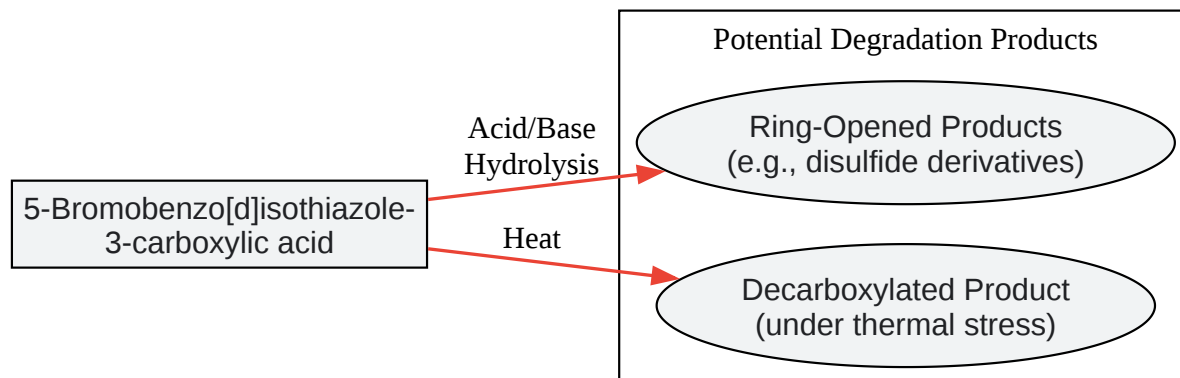 Potential Degradation Products
Acid/Base
Hydrolysis
Ring-Opened Products
(e.g., disulfide derivatives)
5-Bromobenzo[d]isothiazole-
3-carboxylic acid
Heat
Decarboxylated Product
(under thermal stress)